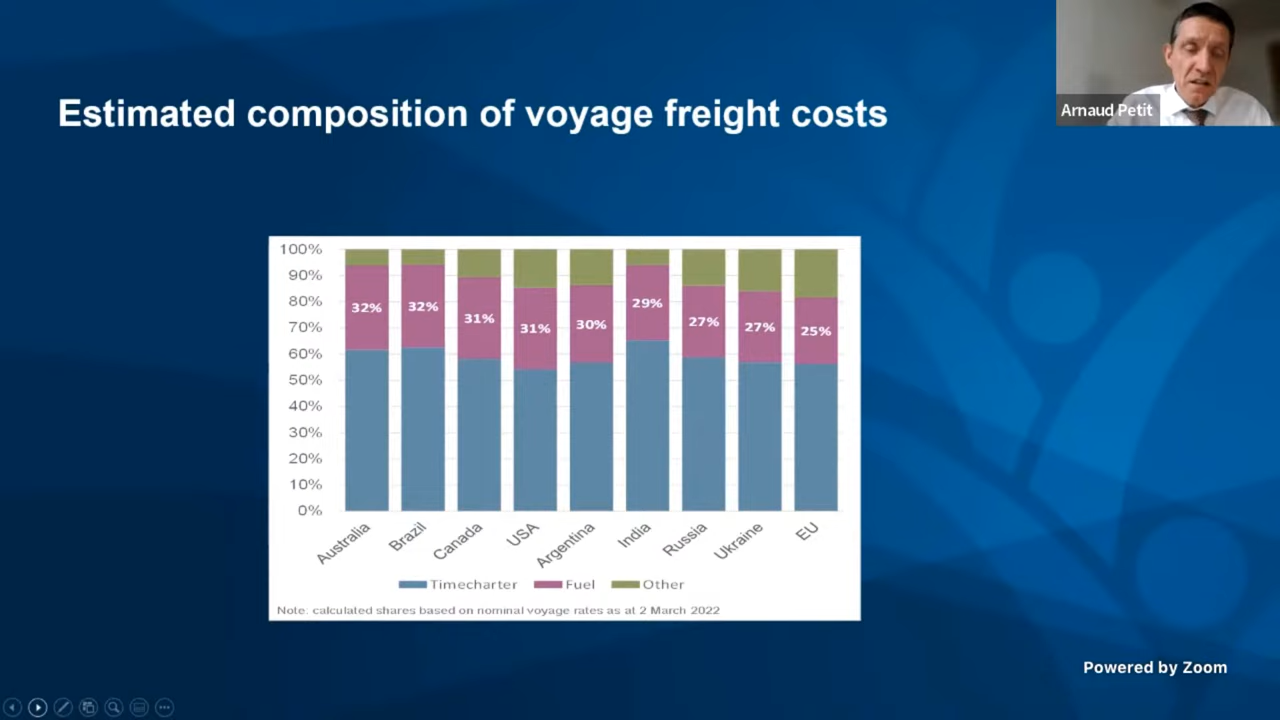 Estimated composition of voyage freight costs
Arnaud Petit
100%
90%
80%
70%
60%
50%
40%
30%
20%
10%
0%
32%
32%
31%
31%
30%
29%
27%
27%
25%
Australia
Brazil
Canada
USA
Argentina
India
Russia
Ukraine
EU
Timecharter
Fuel
Other
Note: calculated shares based on nominal voyage rates as at 2 March 2022
Powered by Zoom